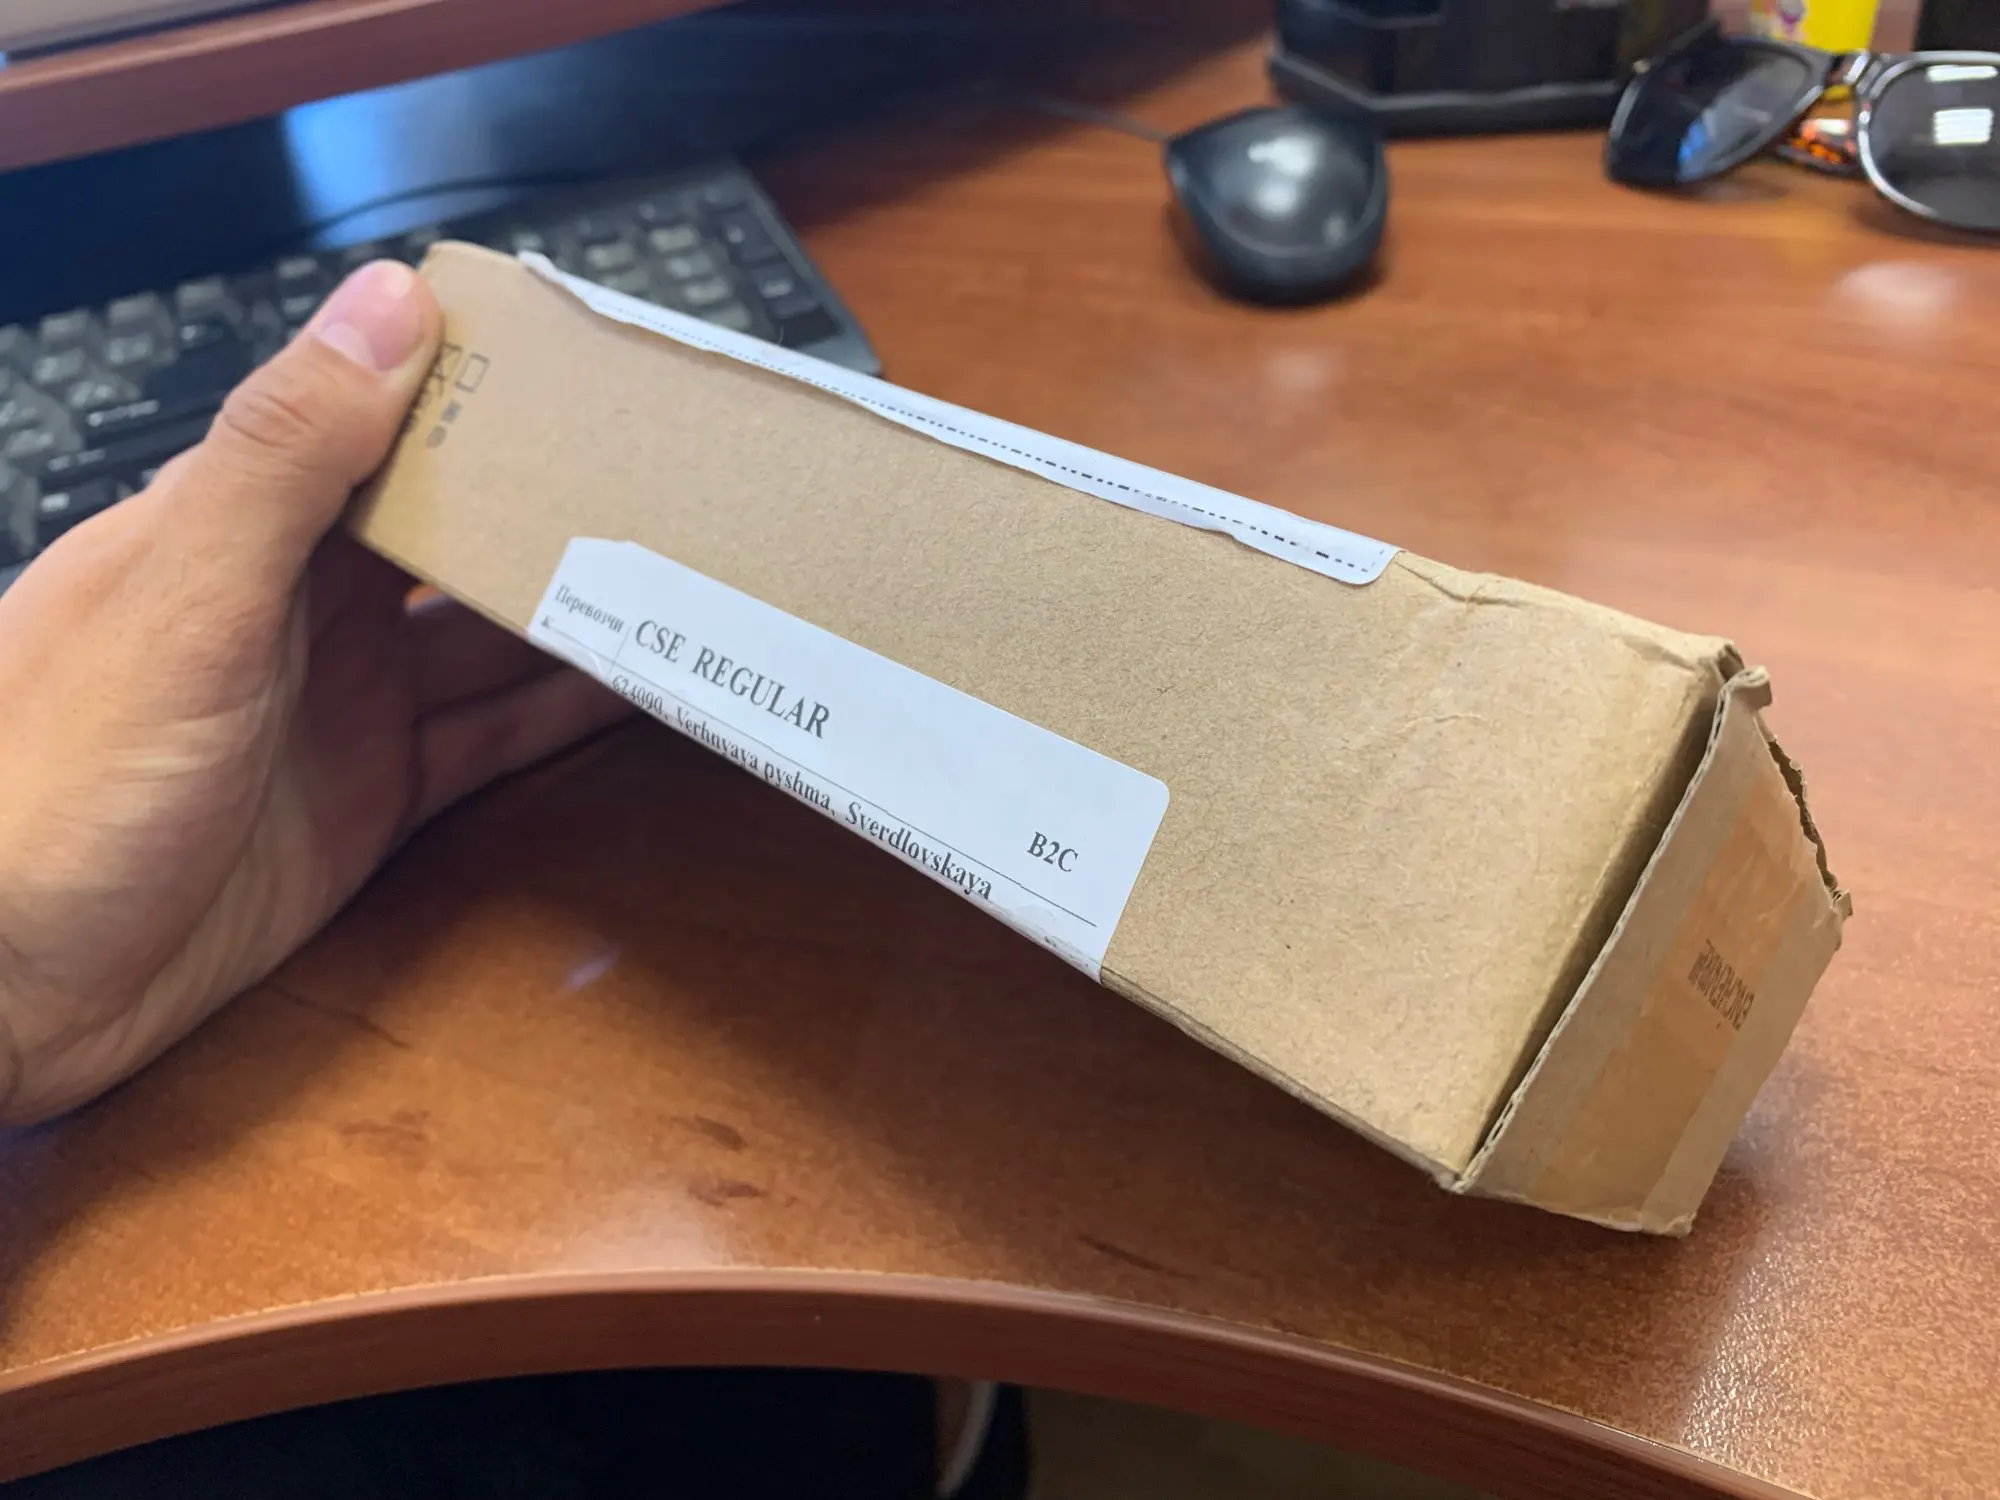 Перевозчи
к
CSE REGULAR
B2C
624090, Verhnyaya pyshma, Sverdlovskaya